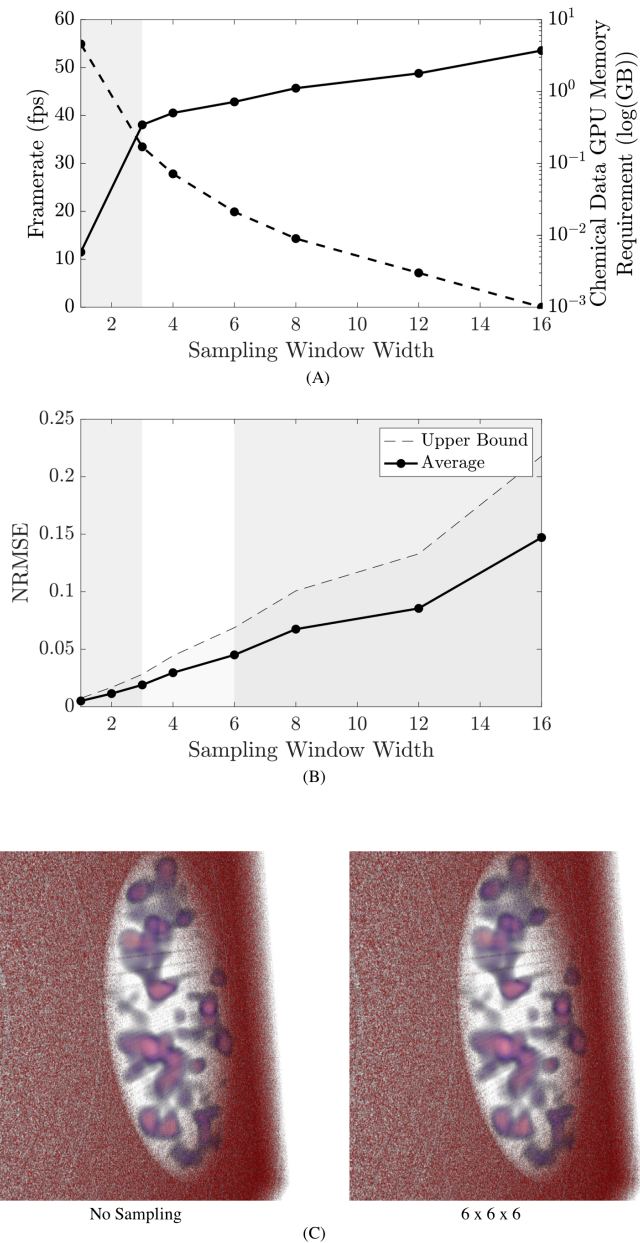 60
50
40
30
20
10
0
Framerate (fps)
2
4
6
8
10
12
14
16
Sampling Window Width
10^1
10^0
10^-1
10^-2
10^-3
Chemical Data GPU Memory
Requirement (log(GB))
(A)
0.25
0.2
0.15
0.1
0.05
0
NRMSE
Upper Bound
Average
2
4
6
8
10
12
14
16
Sampling Window Width
(B)
No Sampling
6 x 6 x 6
(C)